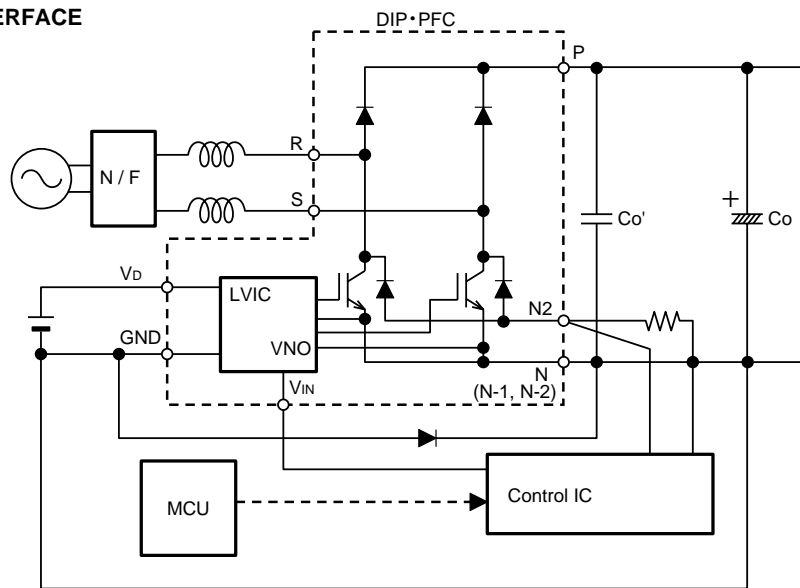 ERFACE
DIP•PFC
P
R
N / F
S
Co'
+
Co
VD
LVIC
N2
GND
VNO
N
(N-1, N-2)
VIN
MCU
Control IC